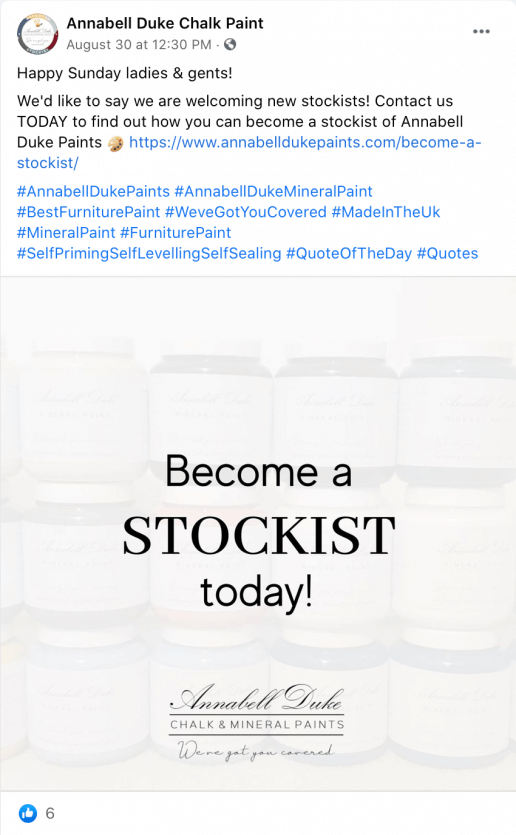 Annabell Duke Chalk Paint
August 30 at 12:30 PM ·
Happy Sunday ladies & gents!
We'd like to say we are welcoming new stockists! Contact us
TODAY to find out how you can become a stockist of Annabell
Duke Paints 🎨 https://www.annabelldukepaints.com/become-a-
stockist/
#AnnabellDukePaints #AnnabellDukeMineralPaint
#BestFurniturePaint #WeveGotYouCovered #MadeInTheUk
#MineralPaint #FurniturePaint
#SelfPrimingSelfLevellingSelfSealing #QuoteOfTheDay #Quotes
Become a
STOCKIST
today!
Annabell Duke
CHALK & MINERAL PAINTS
We've got you covered
6